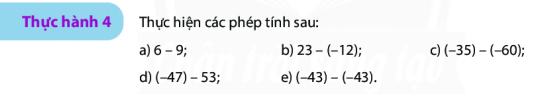 Thực hành 4 Thực hiện các phép tính sau:
a) 6 – 9; b) 23 – (–12); c) (–35) – (–60);
d) (–47) – 53; e) (–43) – (–43).